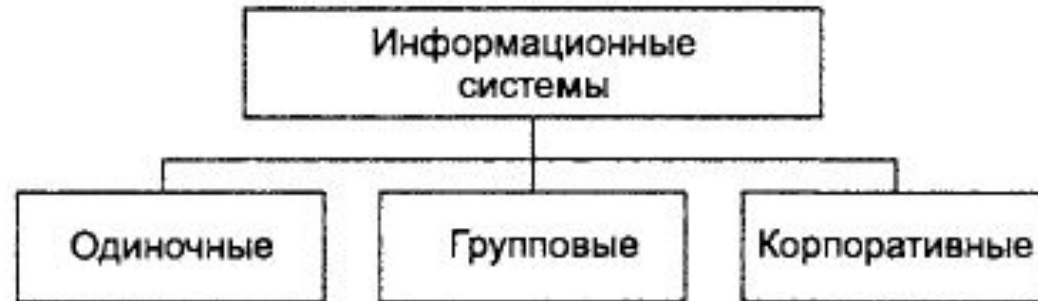 Информационные
системы
Одиночные
Групповые
Корпоративные